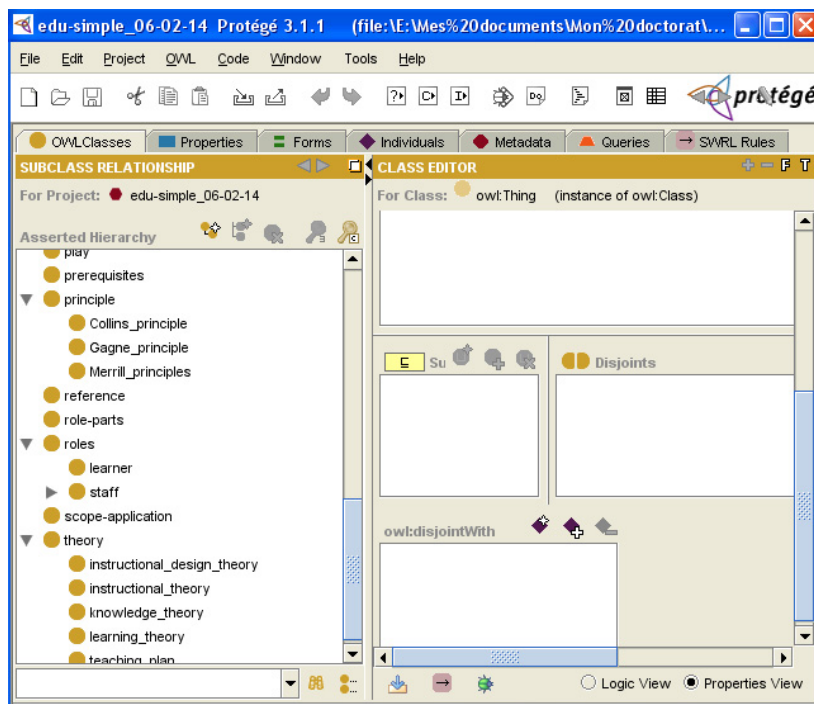 edu-simple_06-02-14 Protégé 3.1.1 (file:\E:\Mes%20documents\Mon%20doctorat\...
File Edit Project OWL Code Window Tools Help
protégé
OWLClasses Properties Forms Individuals Metadata Queries SWRL Rules
SUBCLASS RELATIONSHIP
For Project: edu-simple_06-02-14
Asserted Hierarchy
play
prerequisites
principle
Collins_principle
Gagne_principle
Merrill_principles
reference
role-parts
roles
learner
staff
scope-application
theory
instructional_design_theory
instructional_theory
knowledge_theory
learning_theory
teaching_plan
CLASS EDITOR
F T
For Class: owl:Thing (instance of owl:Class)
⊑ Su
Disjoints
owl:disjointWith
Logic View Properties View